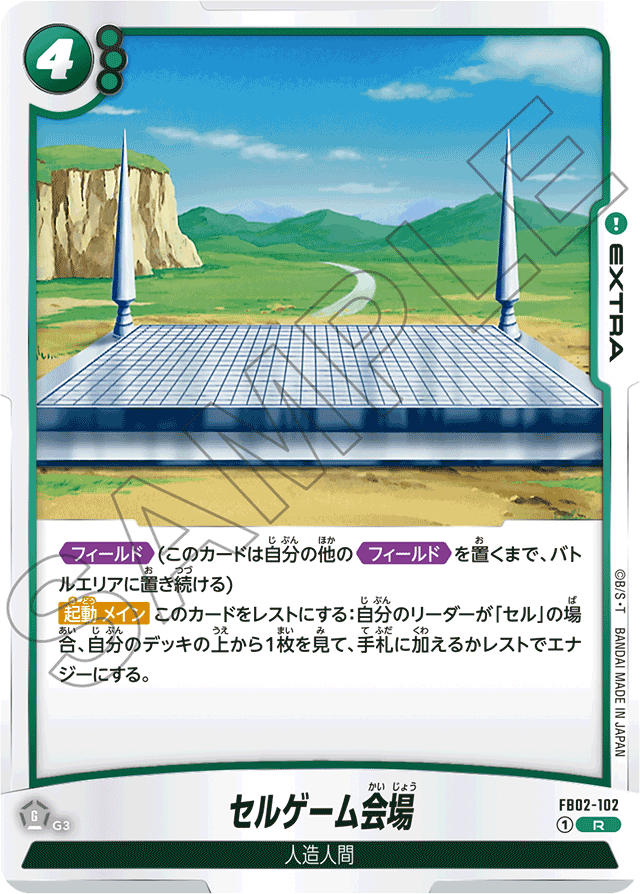 4
! EXTRA
フィールド (このカードは自分の他の フィールド を置くまで、バト
ルエリアに置き続ける)
起動 メイン このカードをレストにする:自分のリーダーが「セル」の場
合、自分のデッキの上から1枚を見て、手札に加えるかレストでエナ
ジーにする。
SAMPLE
©B/S・T BANDAI MADE IN JAPAN
セルゲーム会場
かいじょう
G G3
FB02-102
1 R
人造人間